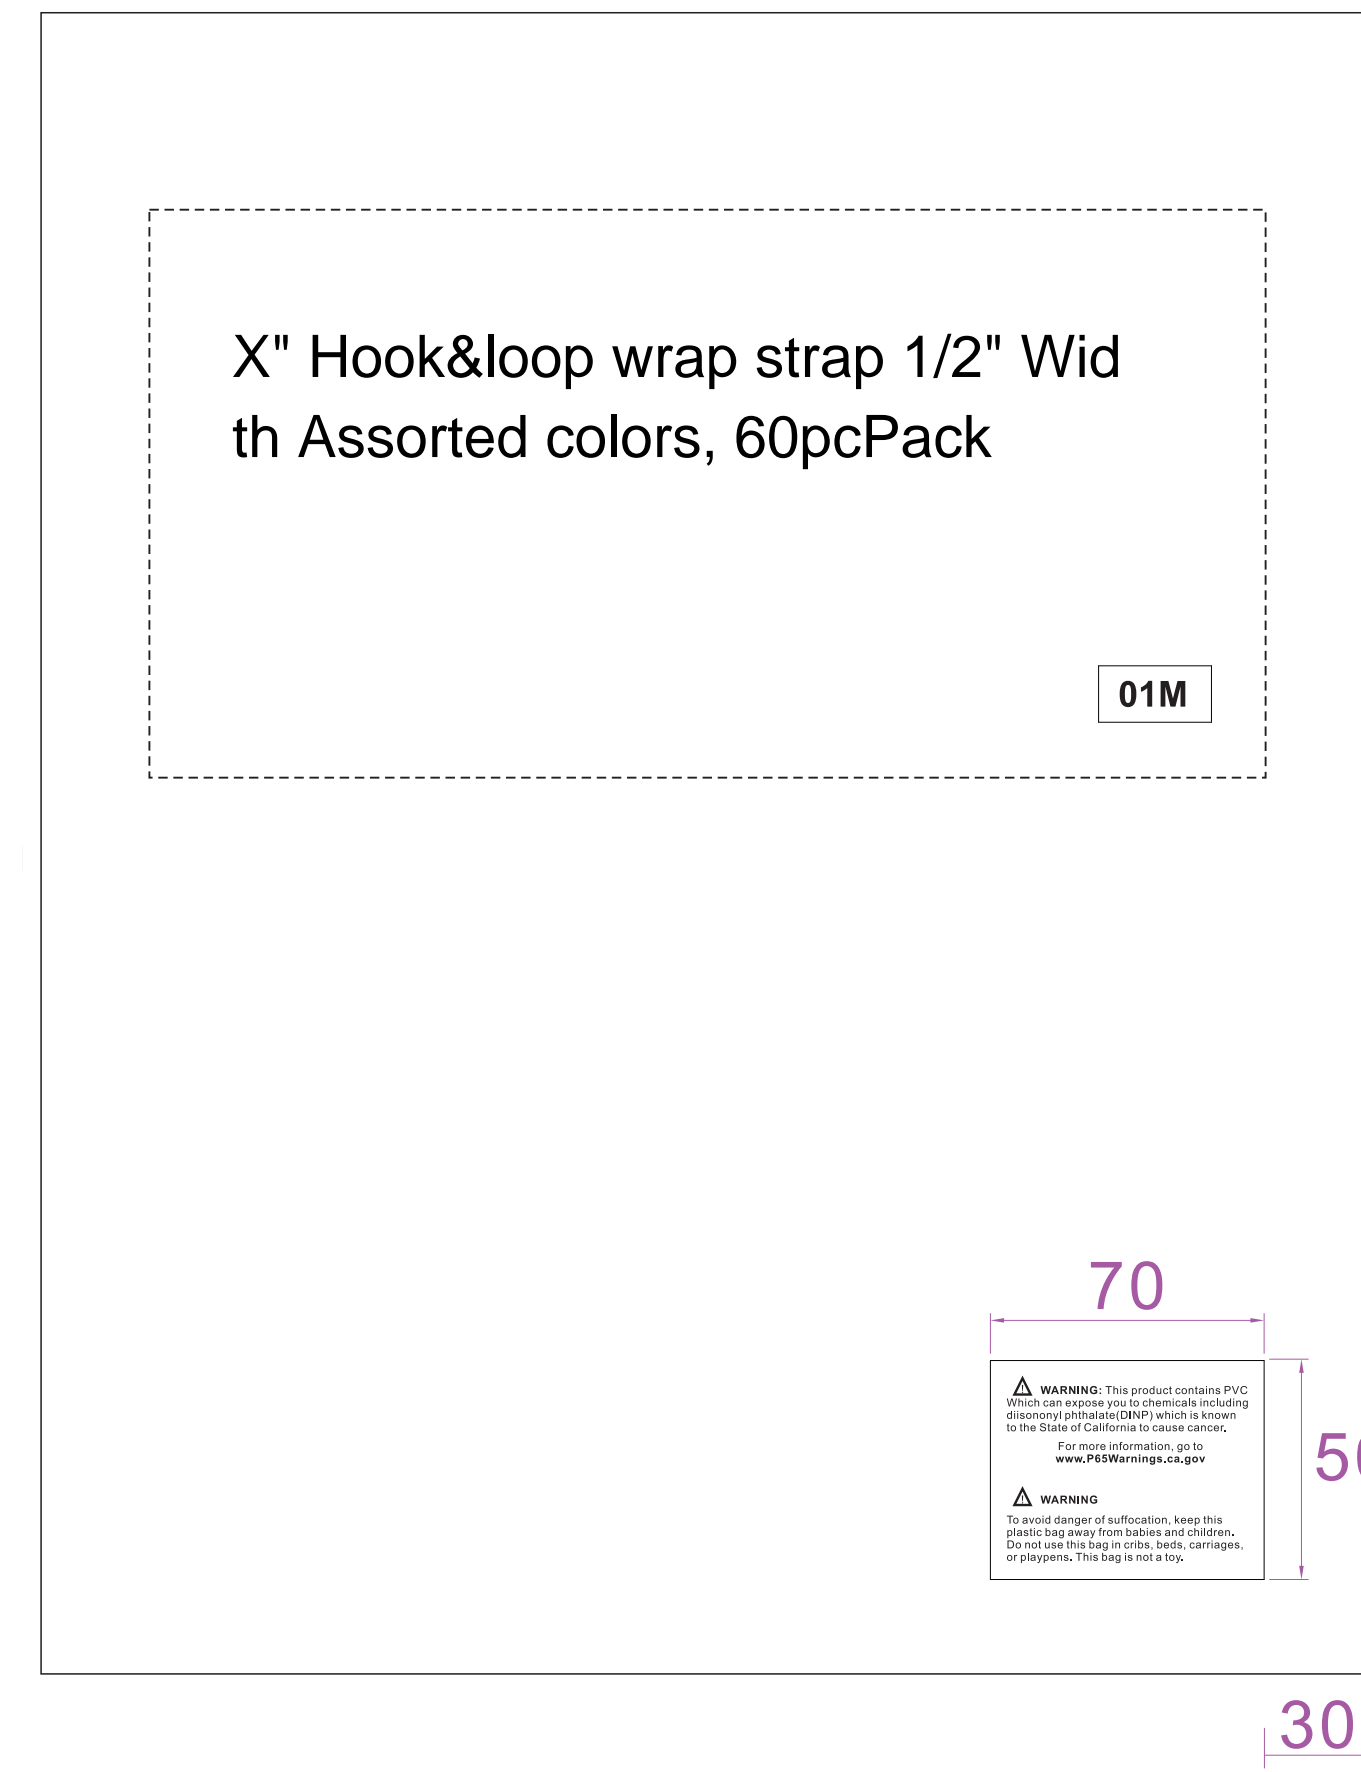 X" Hook&loop wrap strap 1/2" Wid
th Assorted colors, 60pcPack
01M
70
WARNING: This product contains PVC
Which can expose you to chemicals including
diisononyl phthalate(DINP) which is known
to the State of California to cause cancer.
For more information, go to
www.P65Warnings.ca.gov
WARNING
To avoid danger of suffocation, keep this
plastic bag away from babies and children.
Do not use this bag in cribs, beds, carriages,
or playpens. This bag is not a toy.
30